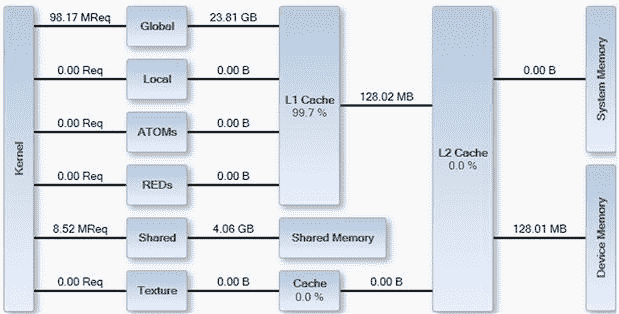 98.17 MReq
Global
23.81 GB
0.00 Req
Local
0.00 B
0.00 Req
ATOMs
0.00 B
0.00 Req
REDs
0.00 B
8.52 MReq
Shared
4.06 GB
Shared Memory
0.00 Req
Texture
0.00 B
Cache
0.0 %
0.00 B
Kernel
L1 Cache
99.7 %
128.02 MB
L2 Cache
0.0 %
0.00 B
System Memory
128.01 MB
Device Memory